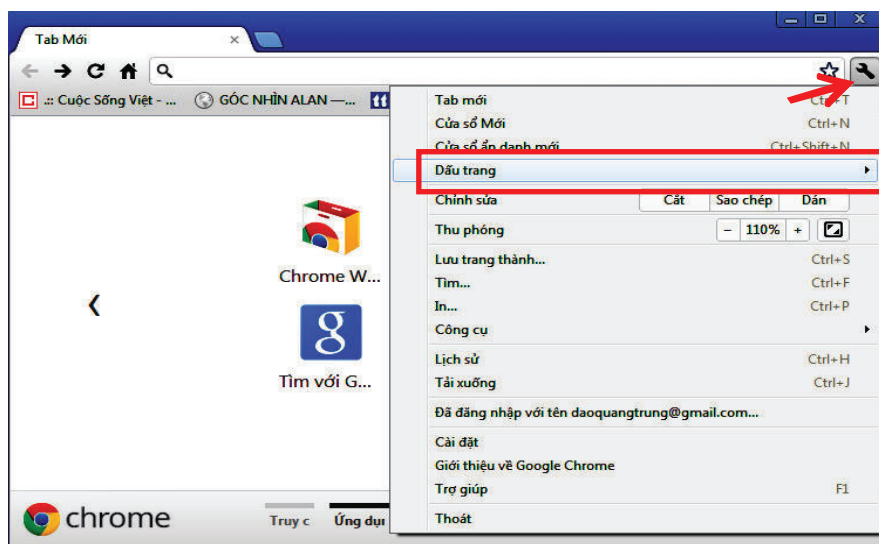 Tab Mới
.:: Cuộc Sống Việt - ... GÓC NHÌN ALAN —...
Tab mới Ctrl+T
Cửa sổ Mới Ctrl+N
Cửa sổ ẩn danh mới Ctrl+Shift+N
Dấu trang
Chỉnh sửa Cắt Sao chép Dán
Thu phóng - 110% +
Lưu trang thành... Ctrl+S
Tìm... Ctrl+F
In... Ctrl+P
Công cụ
Lịch sử Ctrl+H
Tải xuống Ctrl+J
Đã đăng nhập với tên daoquangtrung@gmail.com...
Cài đặt
Giới thiệu về Google Chrome
Trợ giúp F1
Thoát
Chrome W...
g
Tìm với G...
chrome Truy c Ứng dụi